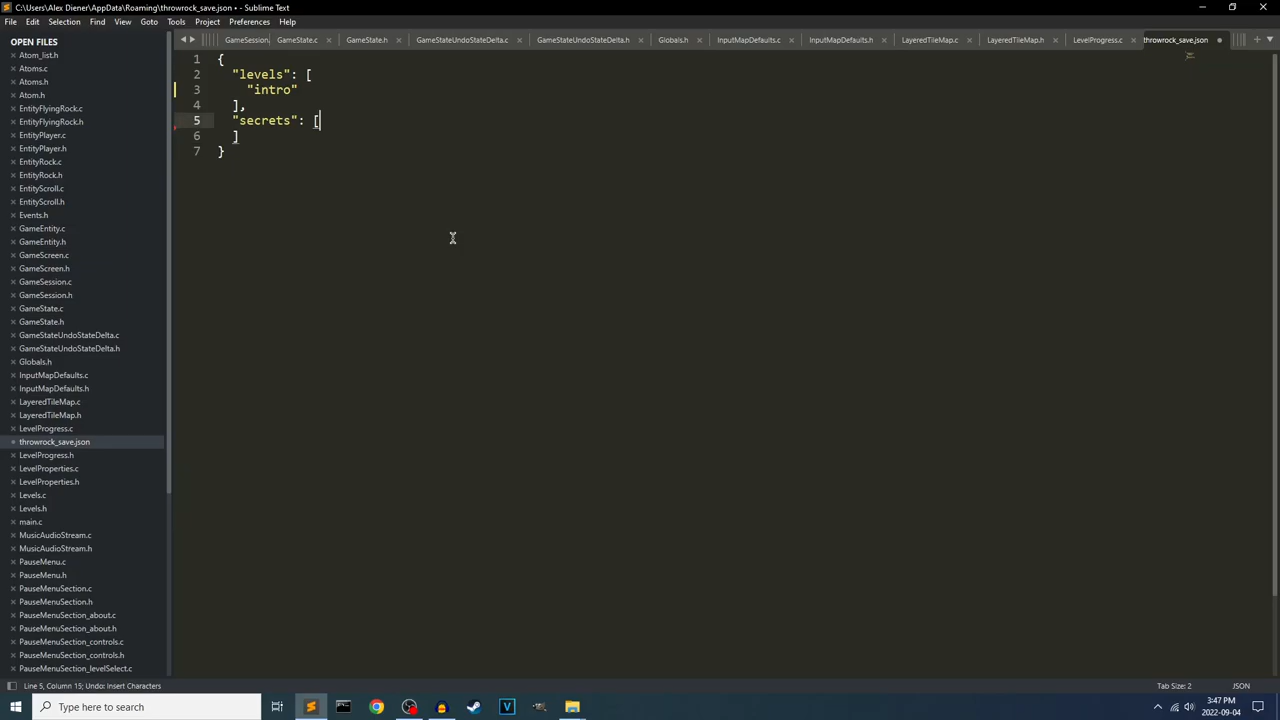 C:\Users\Alex Diener\AppData\Roaming\throwrock_save.json • - Sublime Text
File Edit Selection Find View Goto Tools Project Preferences Help
OPEN FILES
GameSession. GameState.c GameState.h GameStateUndoStateDelta.c GameStateUndoStateDelta.h Globals.h InputMapDefaults.c InputMapDefaults.h LayeredTileMap.c LayeredTileMap.h LevelProgress.c throwrock_save.json
Atom_list.h
Atoms.c
Atoms.h
Atom.h
EntityFlyingRock.c
EntityFlyingRock.h
EntityPlayer.c
EntityPlayer.h
EntityRock.c
EntityRock.h
EntityScroll.c
EntityScroll.h
Events.h
GameEntity.c
GameEntity.h
GameScreen.c
GameScreen.h
GameSession.c
GameSession.h
GameState.c
GameState.h
GameStateUndoStateDelta.c
GameStateUndoStateDelta.h
Globals.h
InputMapDefaults.c
InputMapDefaults.h
LayeredTileMap.c
LayeredTileMap.h
LevelProgress.c
throwrock_save.json
LevelProgress.h
LevelProperties.c
LevelProperties.h
Levels.c
Levels.h
main.c
MusicAudioStream.c
MusicAudioStream.h
PauseMenu.c
PauseMenu.h
PauseMenuSection.c
PauseMenuSection.h
PauseMenuSection_about.c
PauseMenuSection_about.h
PauseMenuSection_controls.c
PauseMenuSection_controls.h
PauseMenuSection_levelSelect.c
1 {
2 "levels": [
3 "intro"
4 ],
5 "secrets": [
6 ]
7 }
Line 5, Column 15; Undo: Insert Characters
Tab Size: 2 JSON
Type here to search
3:47 PM
2022-09-04